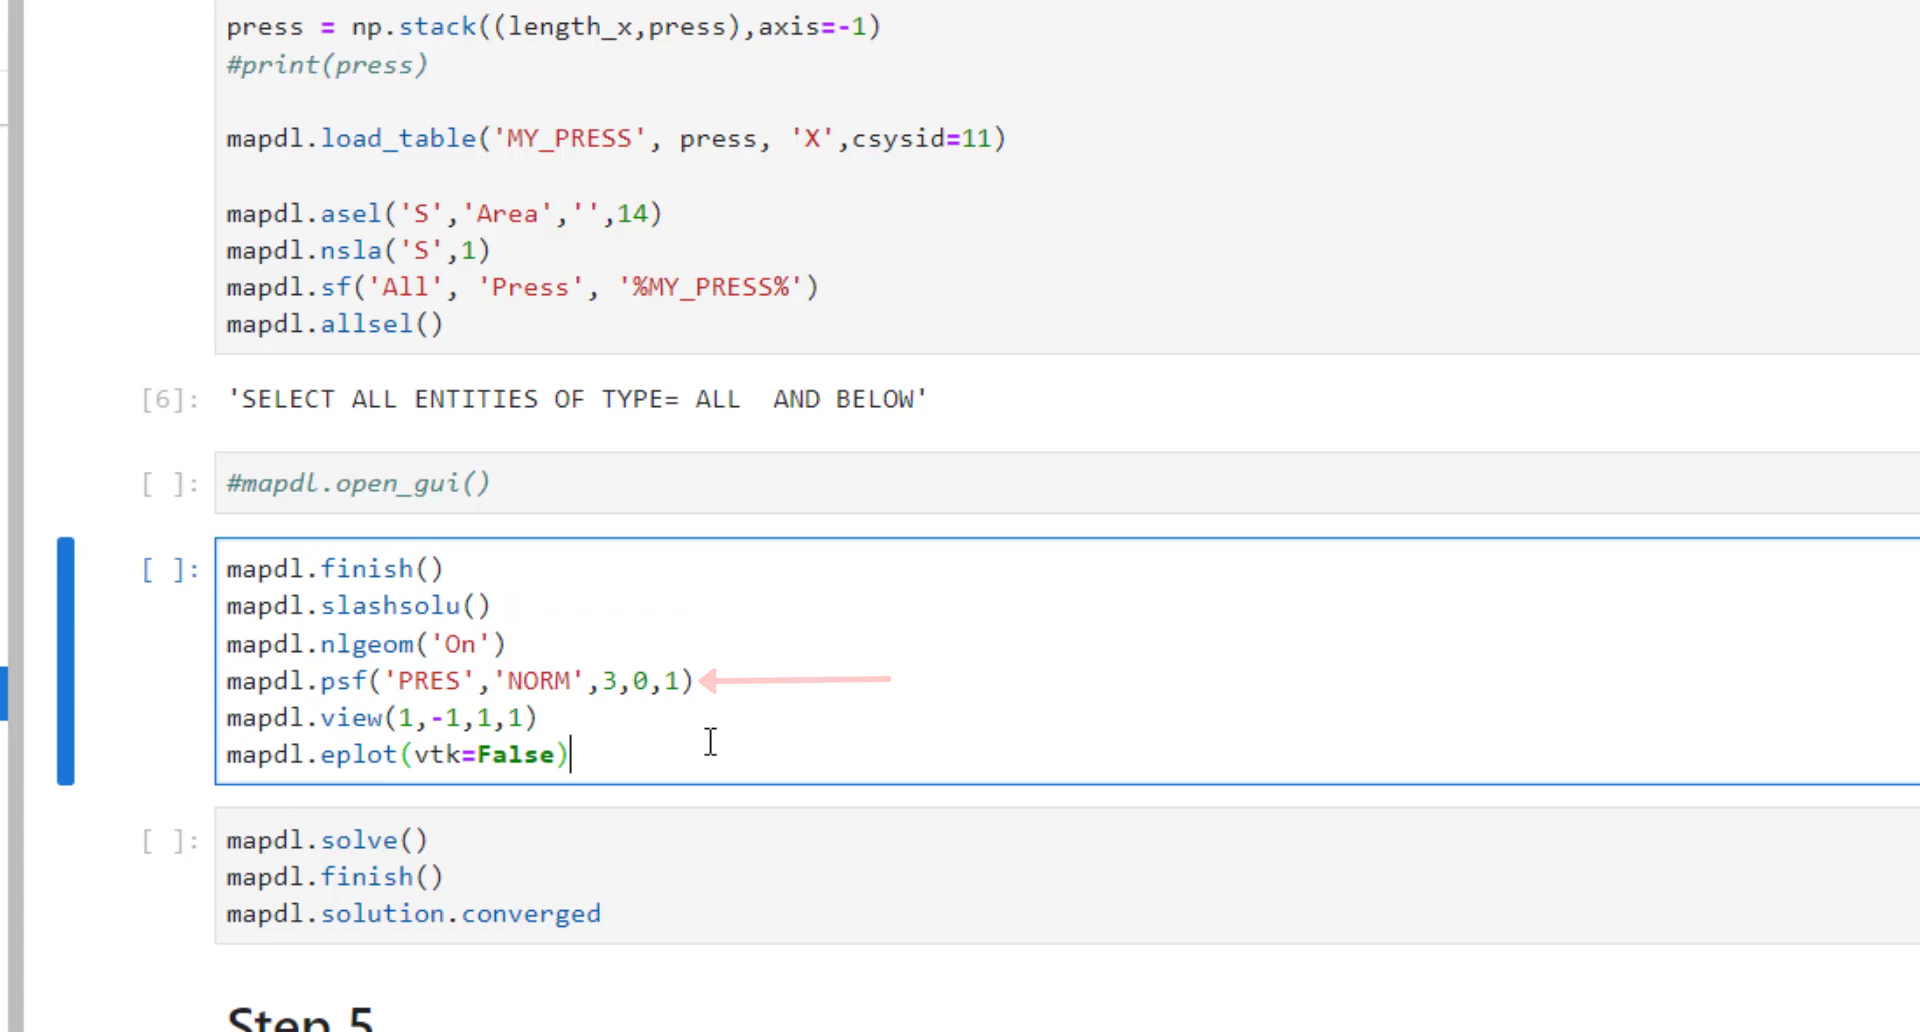 press = np.stack((length_x,press),axis=-1)
#print(press)
mapdl.load_table('MY_PRESS', press, 'X',csysid=11)
mapdl.asel('S','Area','',14)
mapdl.nsla('S',1)
mapdl.sf('All', 'Press', '%MY_PRESS%')
mapdl.allsel()
[6]: 'SELECT ALL ENTITIES OF TYPE= ALL  AND BELOW'
[ ]: #mapdl.open_gui()
[ ]: mapdl.finish()
mapdl.slashsolu()
mapdl.nlgeom('On')
mapdl.psf('PRES','NORM',3,0,1)
mapdl.view(1,-1,1,1)
mapdl.eplot(vtk=False)
[ ]: mapdl.solve()
mapdl.finish()
mapdl.solution.converged
Step 5